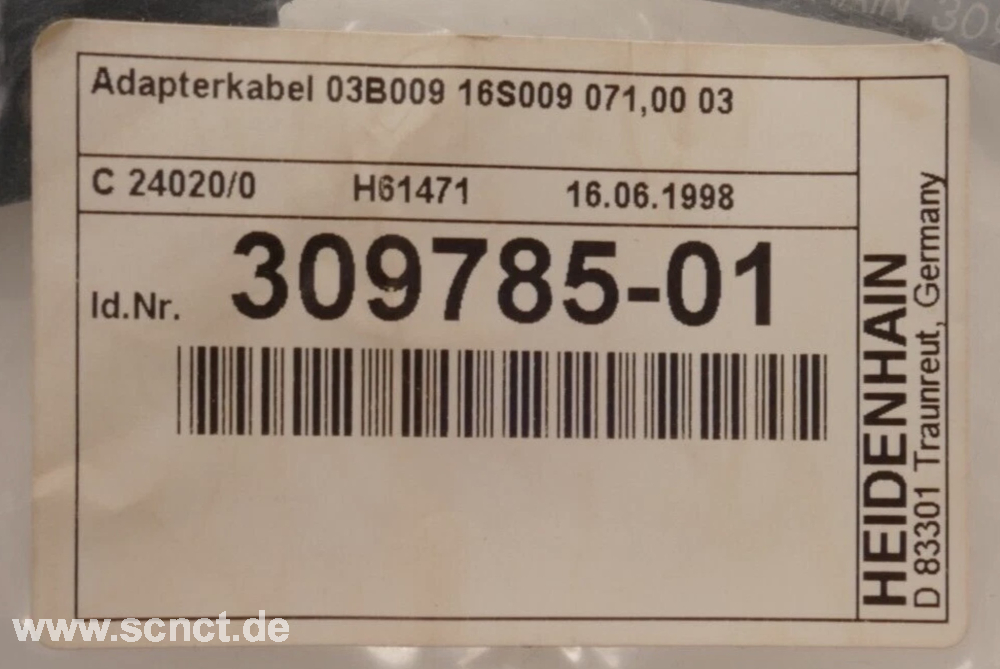 Adapterkabel 03B009 16S009 071,00 03
C 24020/0 H61471 16.06.1998
Id.Nr. 309785-01
HEIDENHAIN
D 83301 Traunreut, Germany
www.scnct.de